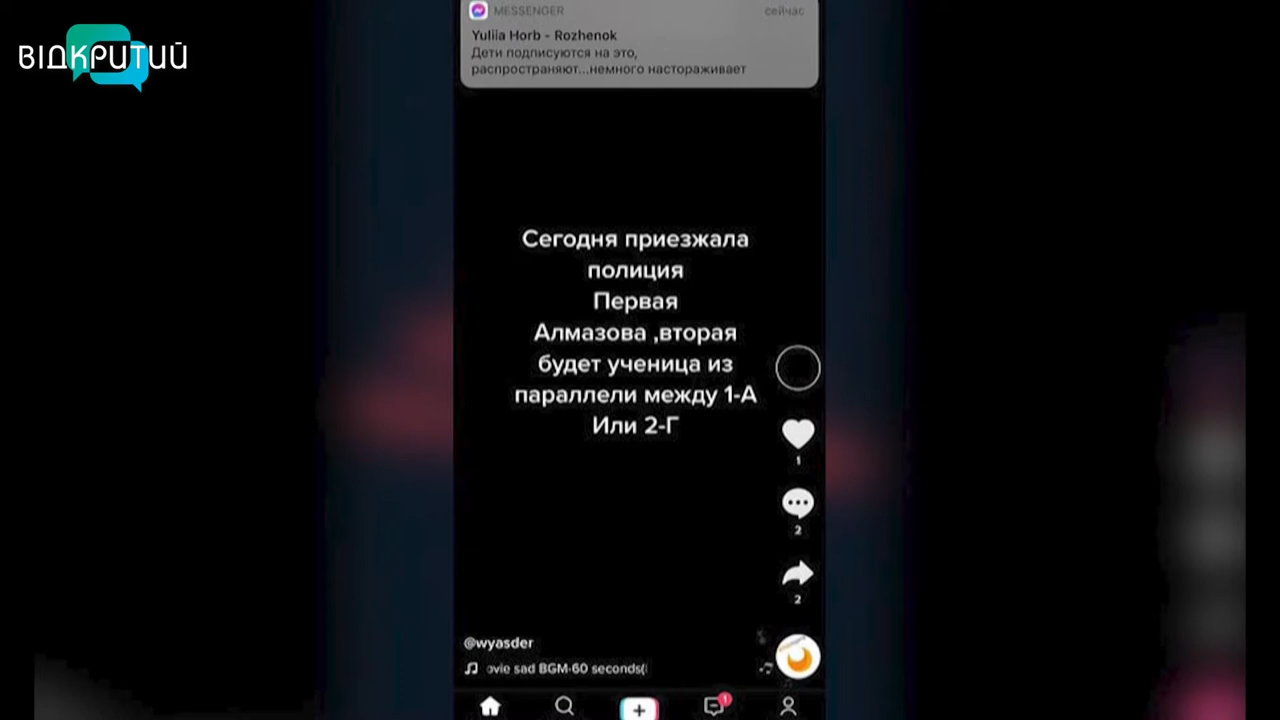 ВІДКРИТИЙ
MESSENGER
сейчас
Yuliia Horb - Rozhenok
Дети подписуются на это,
распространяют...немного настораживает
Сегодня приезжала
полиция
Первая
Алмазова ,вторая
будет ученица из
параллели между 1-А
Или 2-Г
1
2
2
@wyasder
ovie sad BGM-60 seconds(
1